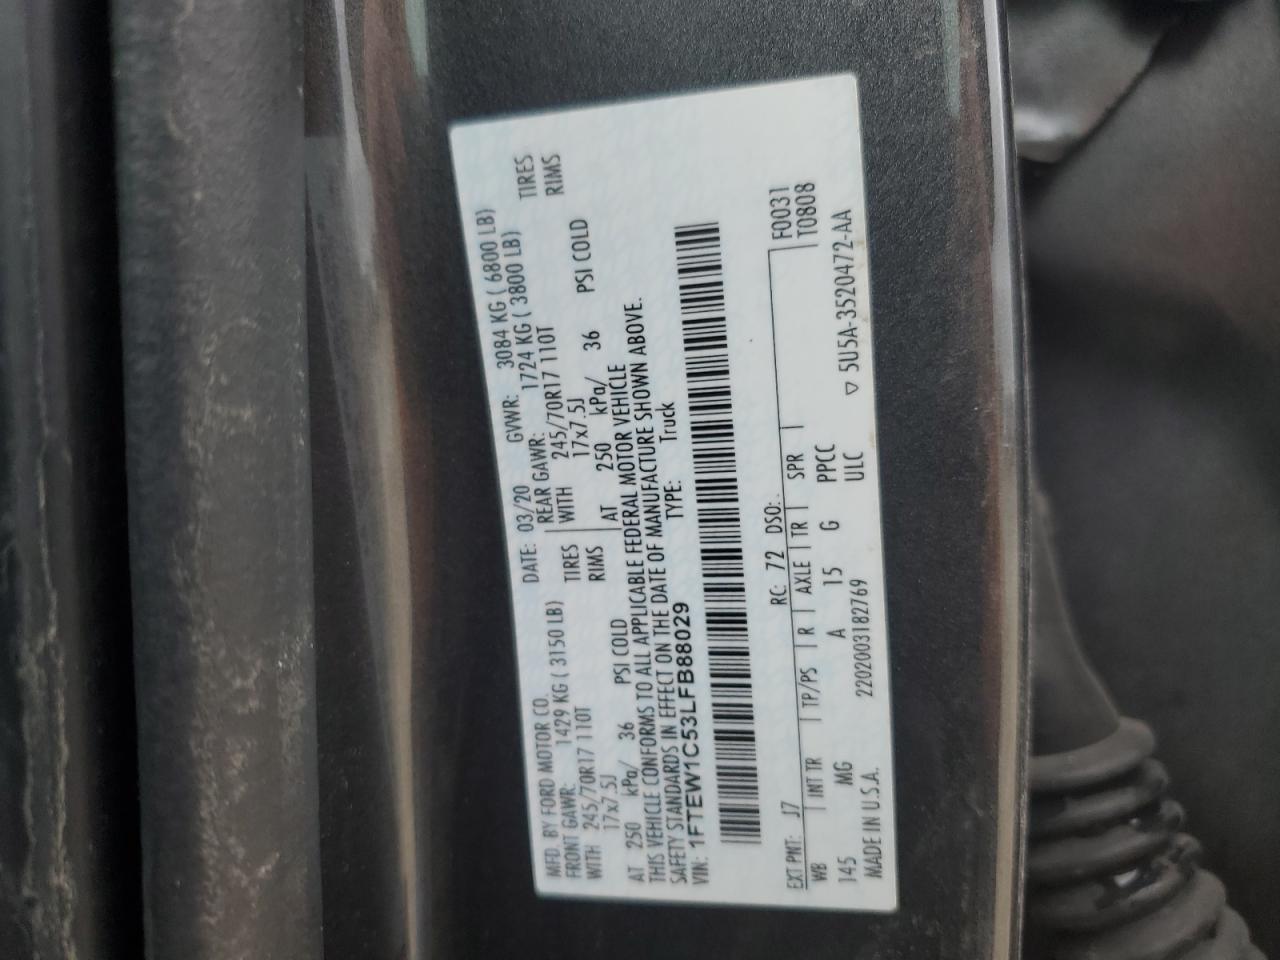 MFD. BY FORD MOTOR CO. DATE: 03/20 GVWR: 3084 KG ( 6800 LB)
FRONT GAWR: 1429 KG ( 3150 LB) REAR GAWR: 1724 KG ( 3800 LB)
WITH 245/70R17 110T TIRES WITH 245/70R17 110T TIRES
17x7.5J RIMS 17x7.5J RIMS
AT 250 kPa/ 36 PSI COLD AT 250 kPa/ 36 PSI COLD
THIS VEHICLE CONFORMS TO ALL APPLICABLE FEDERAL MOTOR VEHICLE
SAFETY STANDARDS IN EFFECT ON THE DATE OF MANUFACTURE SHOWN ABOVE.
VIN: 1FTEW1C53LFB88029 TYPE: Truck
EXT PNT: J7 RC: 72 DSO: F0031
WB INT TR TP/PS R AXLE TR SPR T0808
145 MG A 15 G PPCC
MADE IN U.S.A. 2202003182769 ULC ▽ 5U5A-3520472-AA